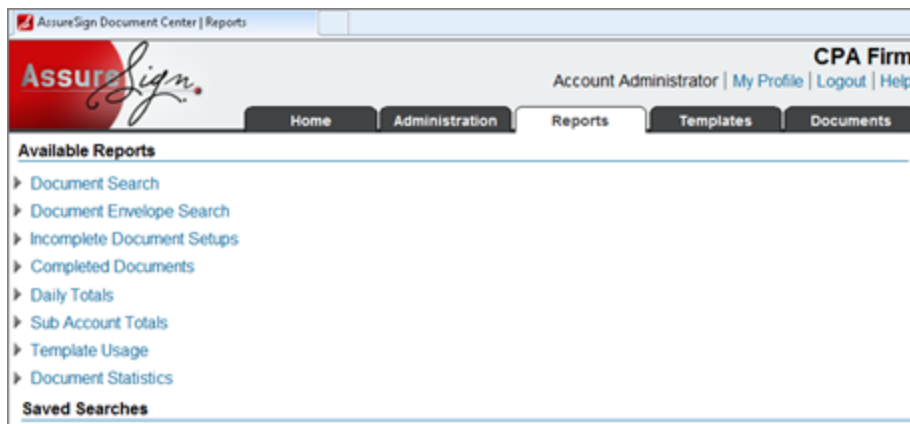 AssureSign Document Center | Reports
AssureSign.
CPA Firm
Account Administrator | My Profile | Logout | Help
Home Administration Reports Templates Documents
Available Reports
Document Search
Document Envelope Search
Incomplete Document Setups
Completed Documents
Daily Totals
Sub Account Totals
Template Usage
Document Statistics
Saved Searches